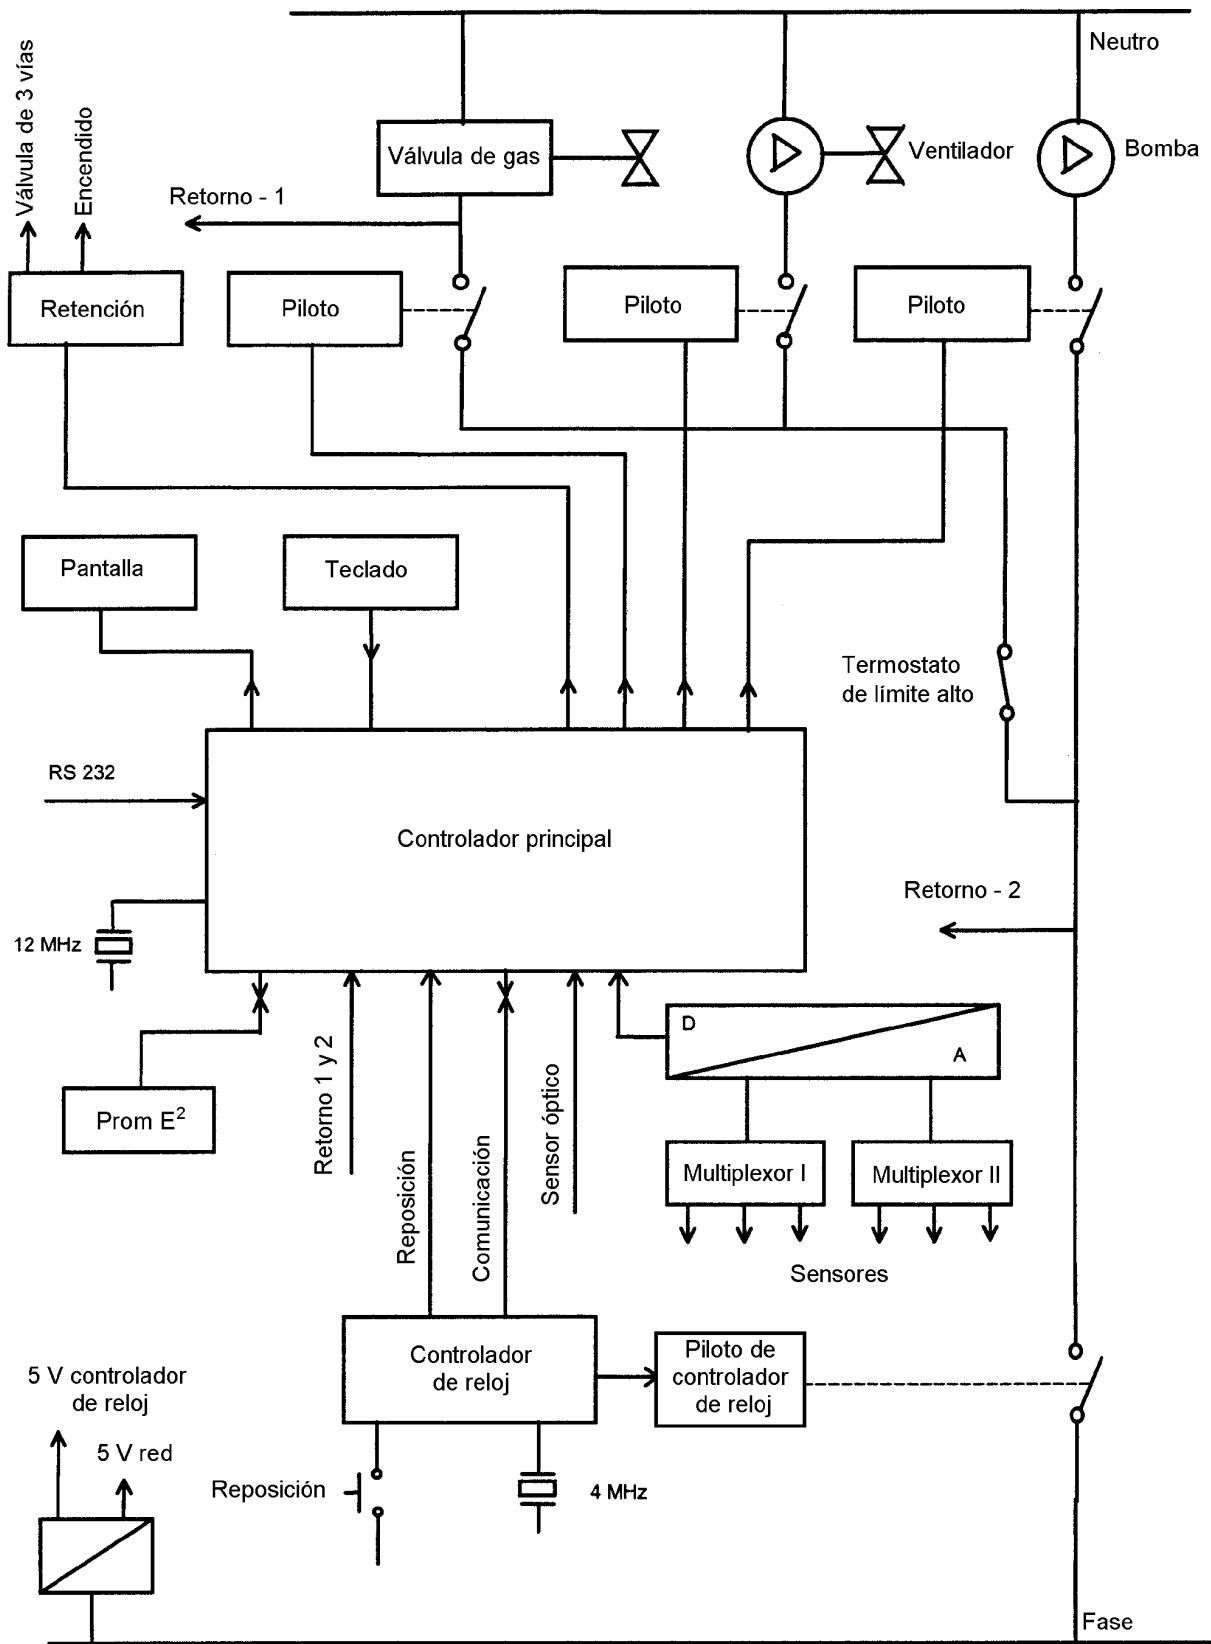 Neutro
Válvula de 3 vías
Encendido
Válvula de gas
Ventilador
Bomba
Retorno - 1
Retención
Piloto
Piloto
Piloto
Pantalla
Teclado
Termostato
de límite alto
RS 232
Controlador principal
Retorno - 2
12 MHz
D
A
Prom E²
Retorno 1 y 2
Reposición
Comunicación
Sensor óptico
Multiplexor I
Multiplexor II
Sensores
Controlador
de reloj
Piloto de
controlador
de reloj
5 V controlador
de reloj
5 V red
Reposición
4 MHz
Fase